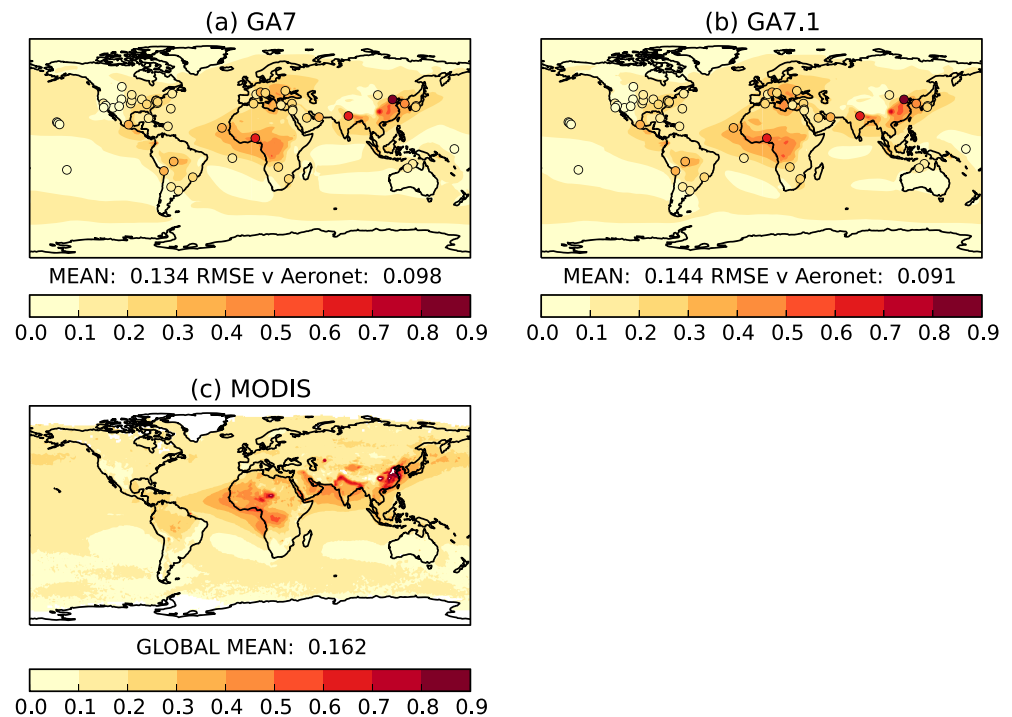 (a) GA7
MEAN: 0.134 RMSE v Aeronet: 0.098
0.0 0.1 0.2 0.3 0.4 0.5 0.6 0.7 0.8 0.9
(b) GA7.1
MEAN: 0.144 RMSE v Aeronet: 0.091
0.0 0.1 0.2 0.3 0.4 0.5 0.6 0.7 0.8 0.9
(c) MODIS
GLOBAL MEAN: 0.162
0.0 0.1 0.2 0.3 0.4 0.5 0.6 0.7 0.8 0.9